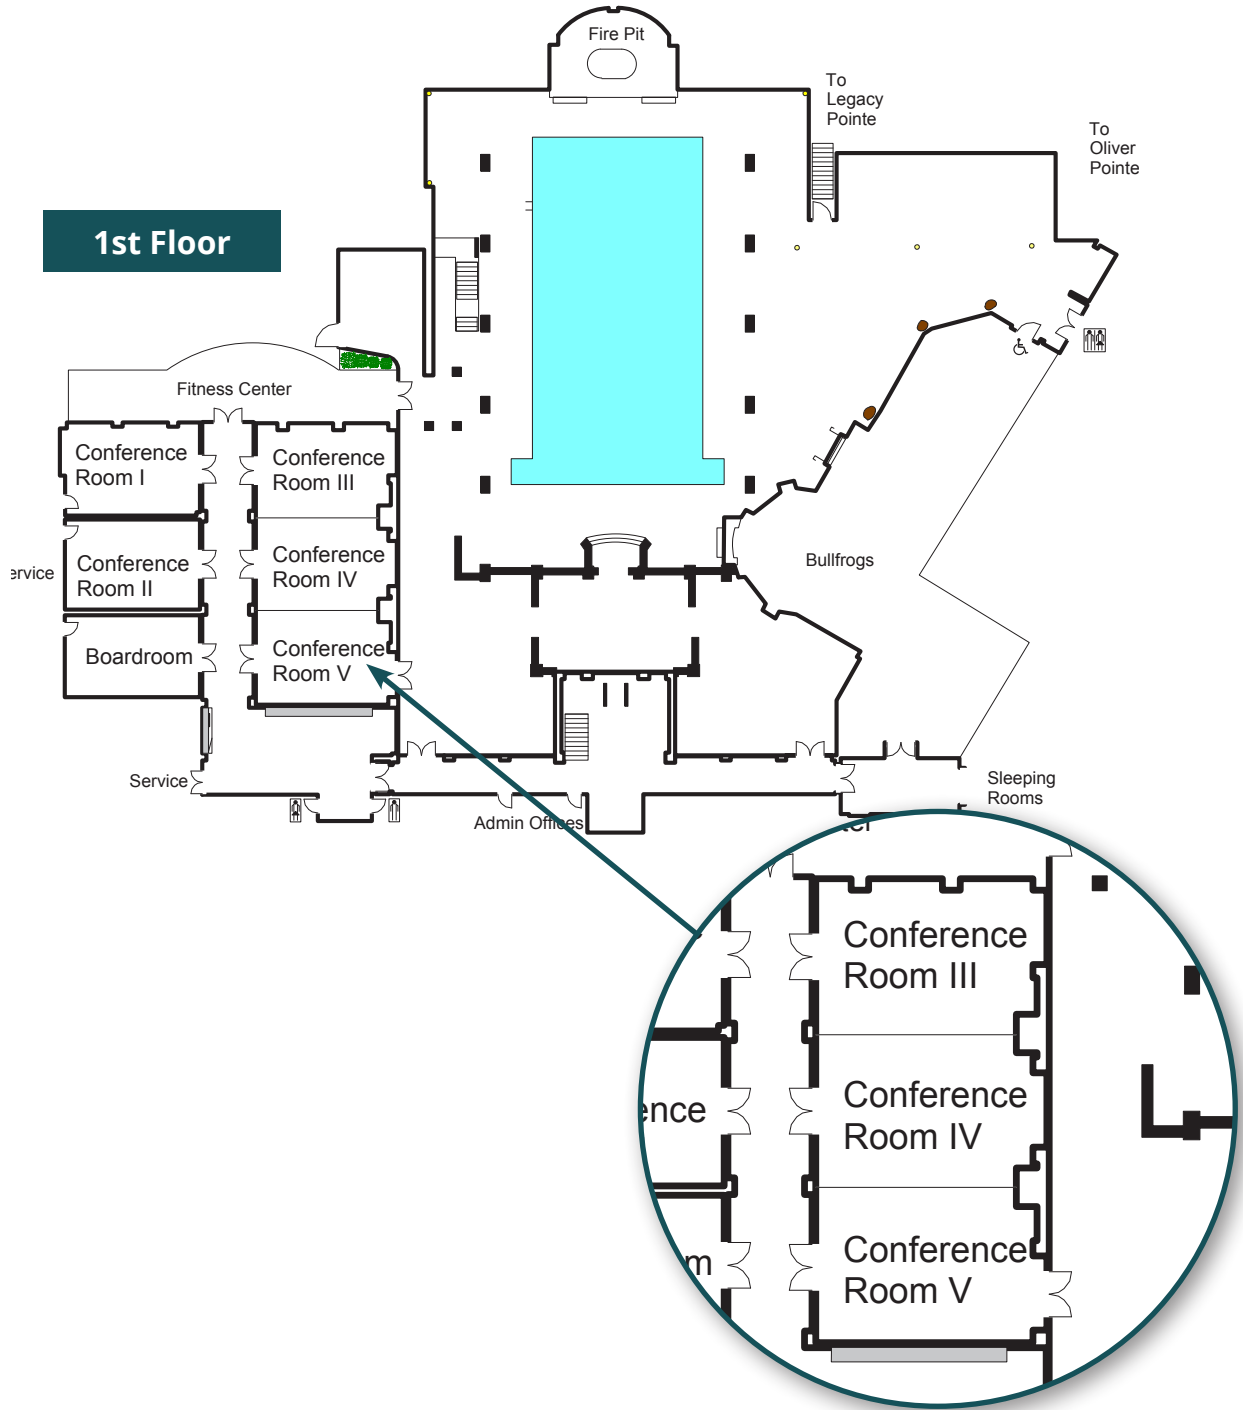 Fire Pit
To
Legacy
Pointe
To
Oliver
Pointe
1st Floor
Fitness Center
Conference
Room I
Conference
Room III
Conference
Room II
Conference
Room IV
ervice
Bullfrogs
Boardroom
Conference
Room V
Service
Admin Offices
Sleeping
Rooms
Conference
Room III
ence
Conference
Room IV
m
Conference
Room V